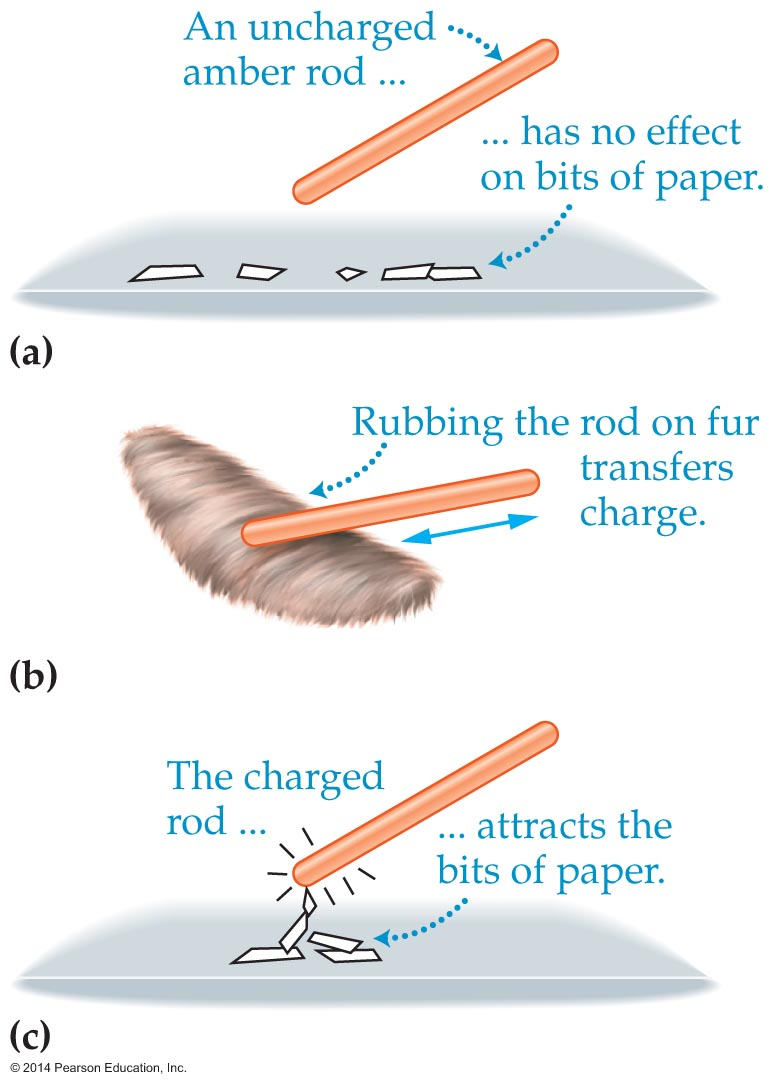 An uncharged
amber rod ...
... has no effect
on bits of paper.
(a)
Rubbing the rod on fur
transfers
charge.
(b)
The charged
rod ...
... attracts the
bits of paper.
(c)
© 2014 Pearson Education, Inc.